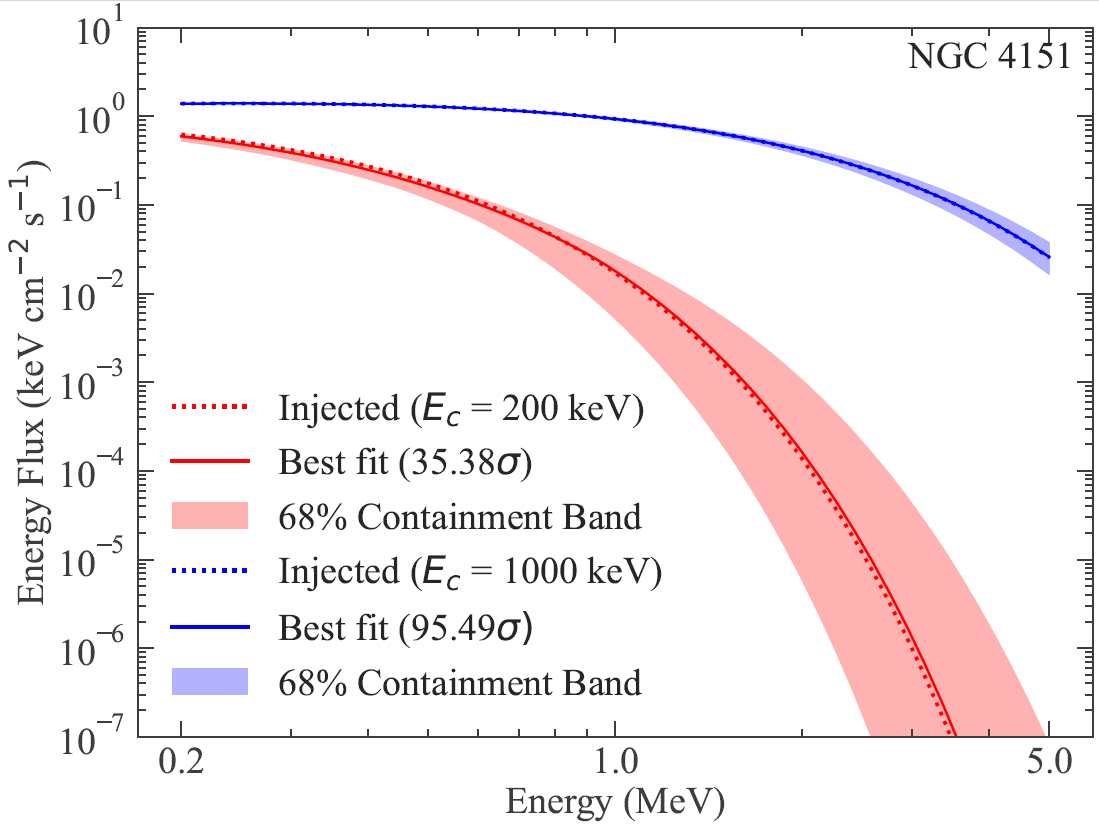 NGC 4151
10^1
10^0
10^−1
10^−2
10^−3
10^−4
10^−5
10^−6
10^−7
Energy Flux (keV cm^−2 s^−1)
Injected (E_c = 200 keV)
Best fit (35.38σ)
68% Containment Band
Injected (E_c = 1000 keV)
Best fit (95.49σ)
68% Containment Band
0.2 1.0 5.0
Energy (MeV)